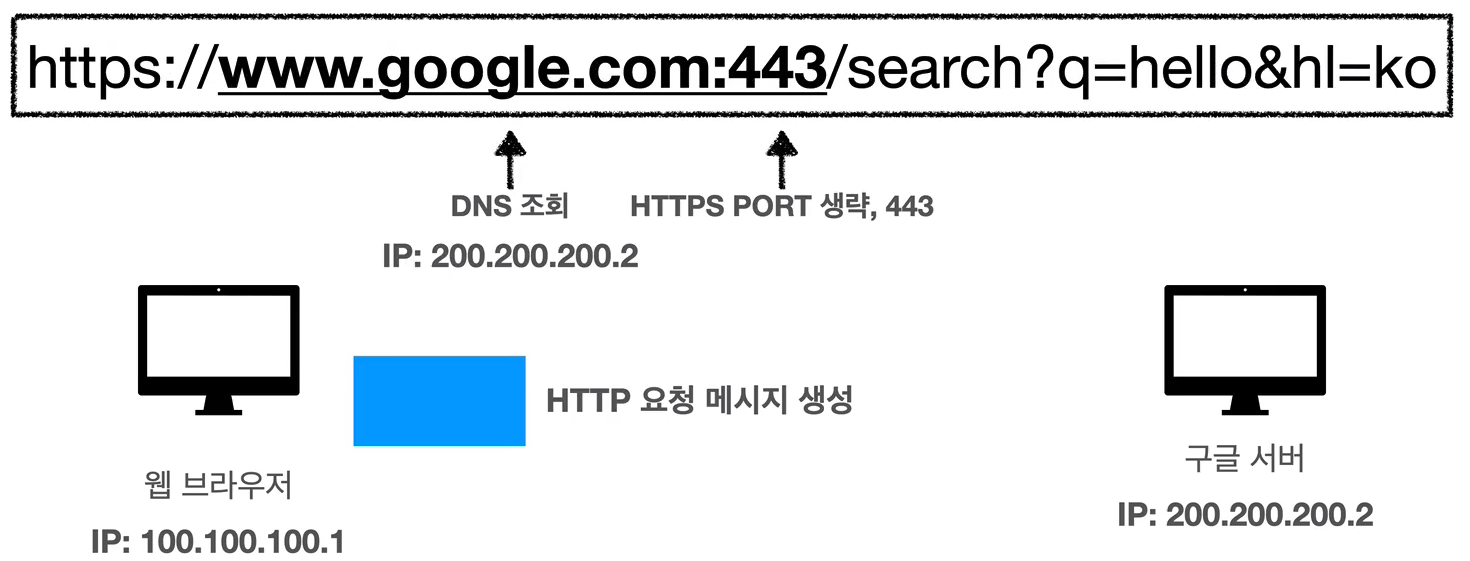 https://www.google.com:443/search?q=hello&hl=ko
DNS 조회
HTTPS PORT 생략, 443
IP: 200.200.200.2
HTTP 요청 메시지 생성
웹 브라우저
IP: 100.100.100.1
구글 서버
IP: 200.200.200.2